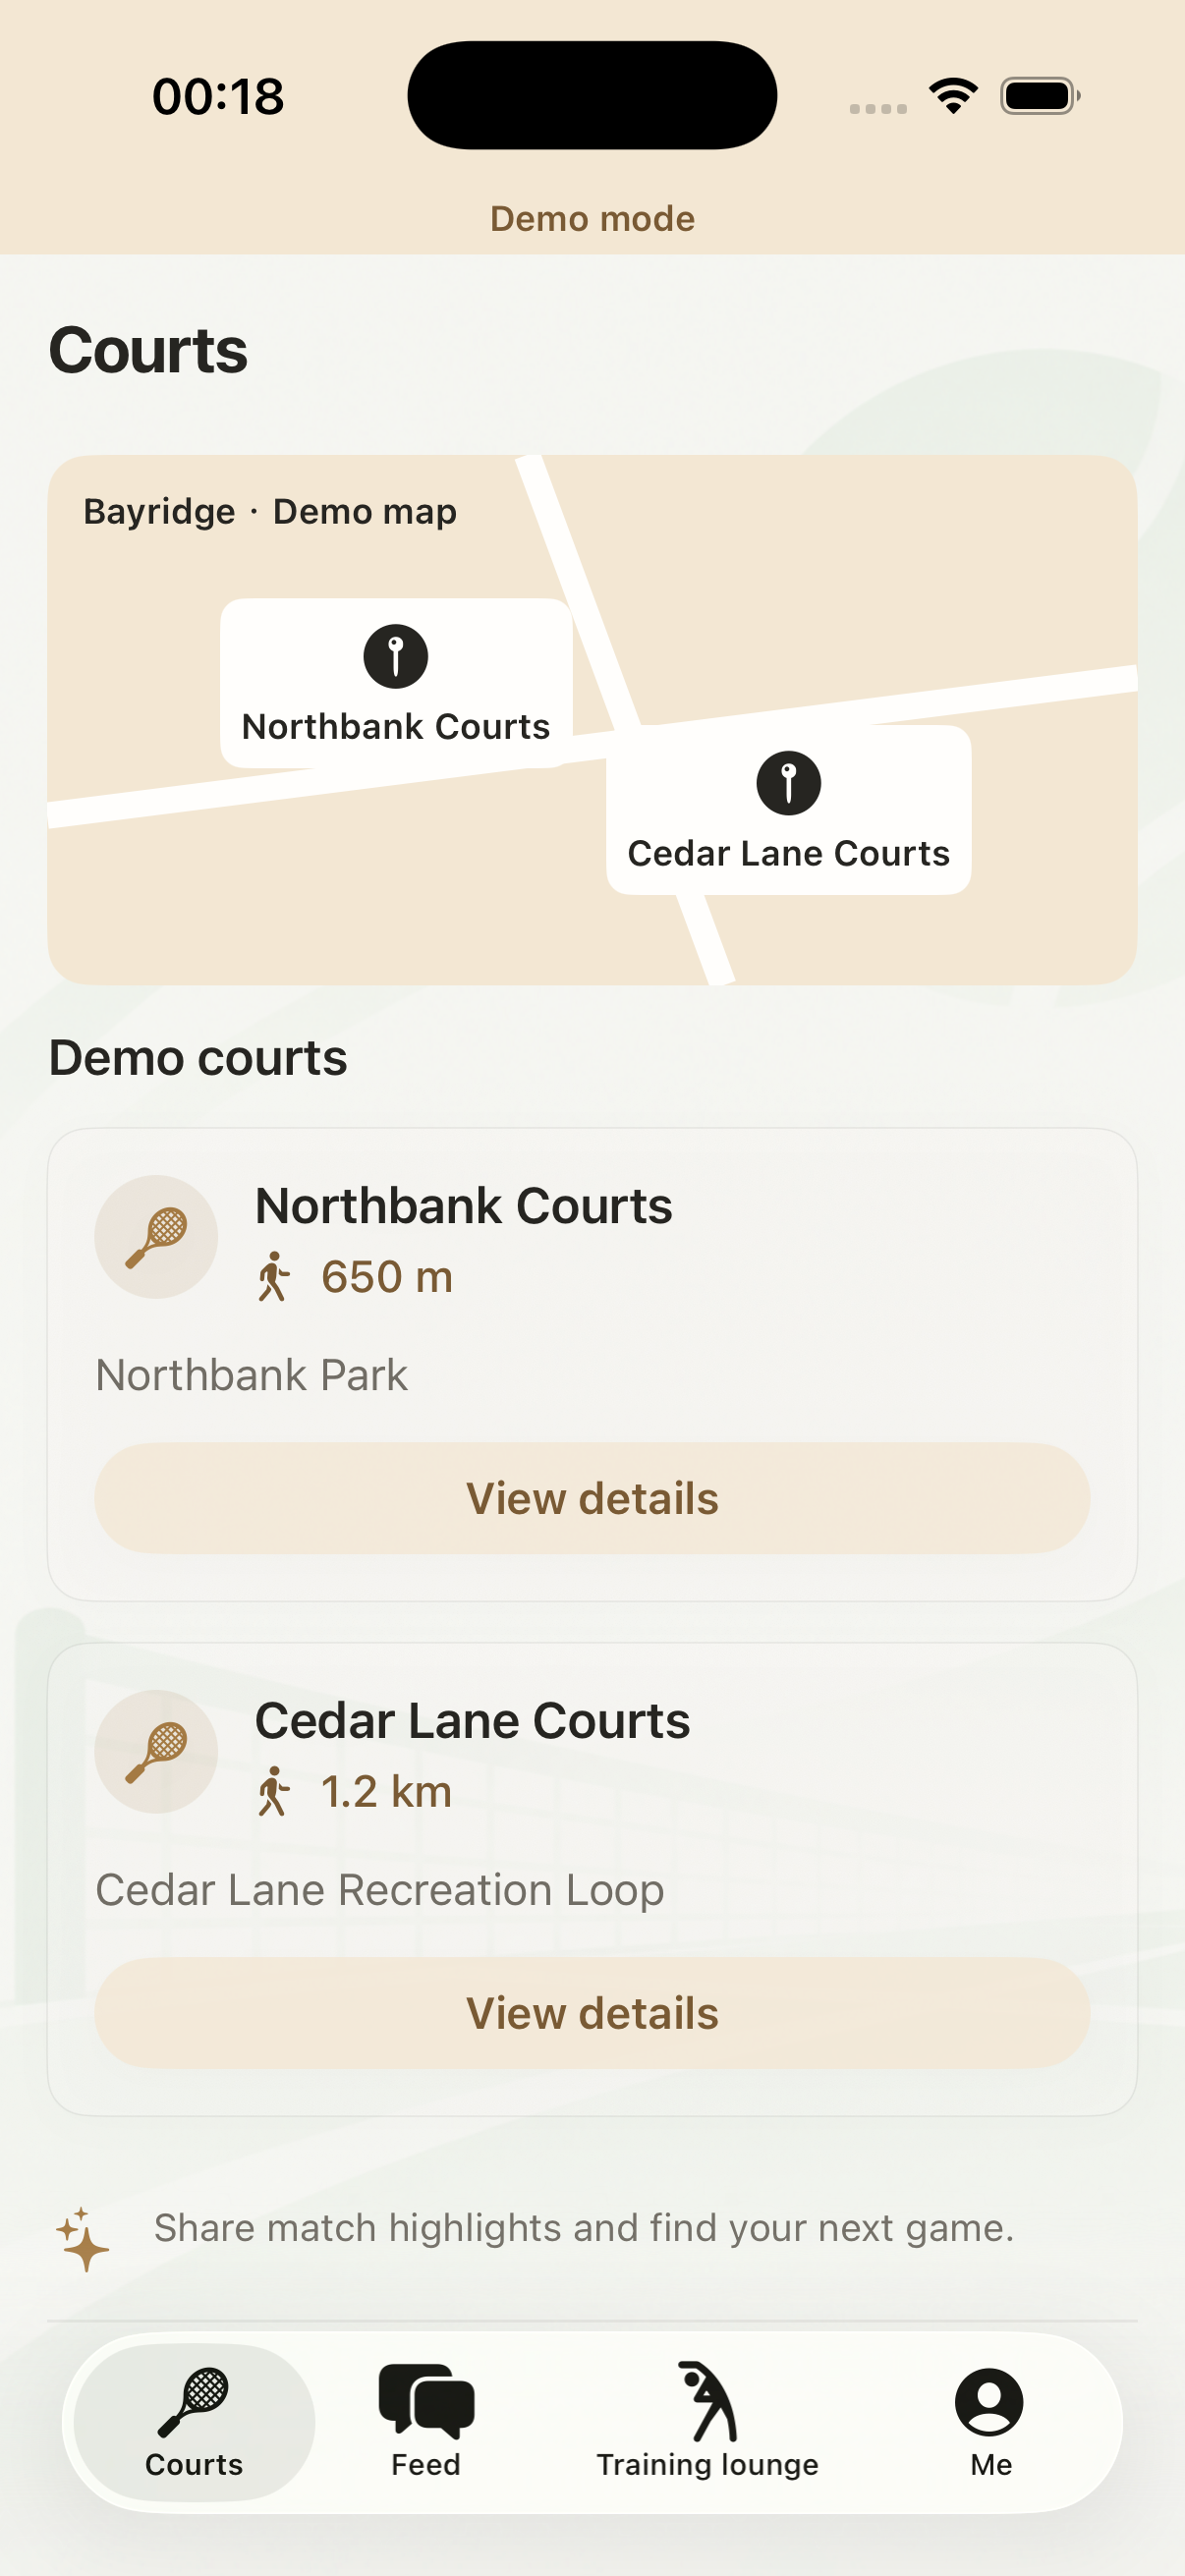 00:18
Demo mode
Courts
Bayridge · Demo map
Northbank Courts
Cedar Lane Courts
Demo courts
Northbank Courts
650 m
Northbank Park
View details
Cedar Lane Courts
1.2 km
Cedar Lane Recreation Loop
View details
Share match highlights and find your next game.
Courts
Feed
Training lounge
Me